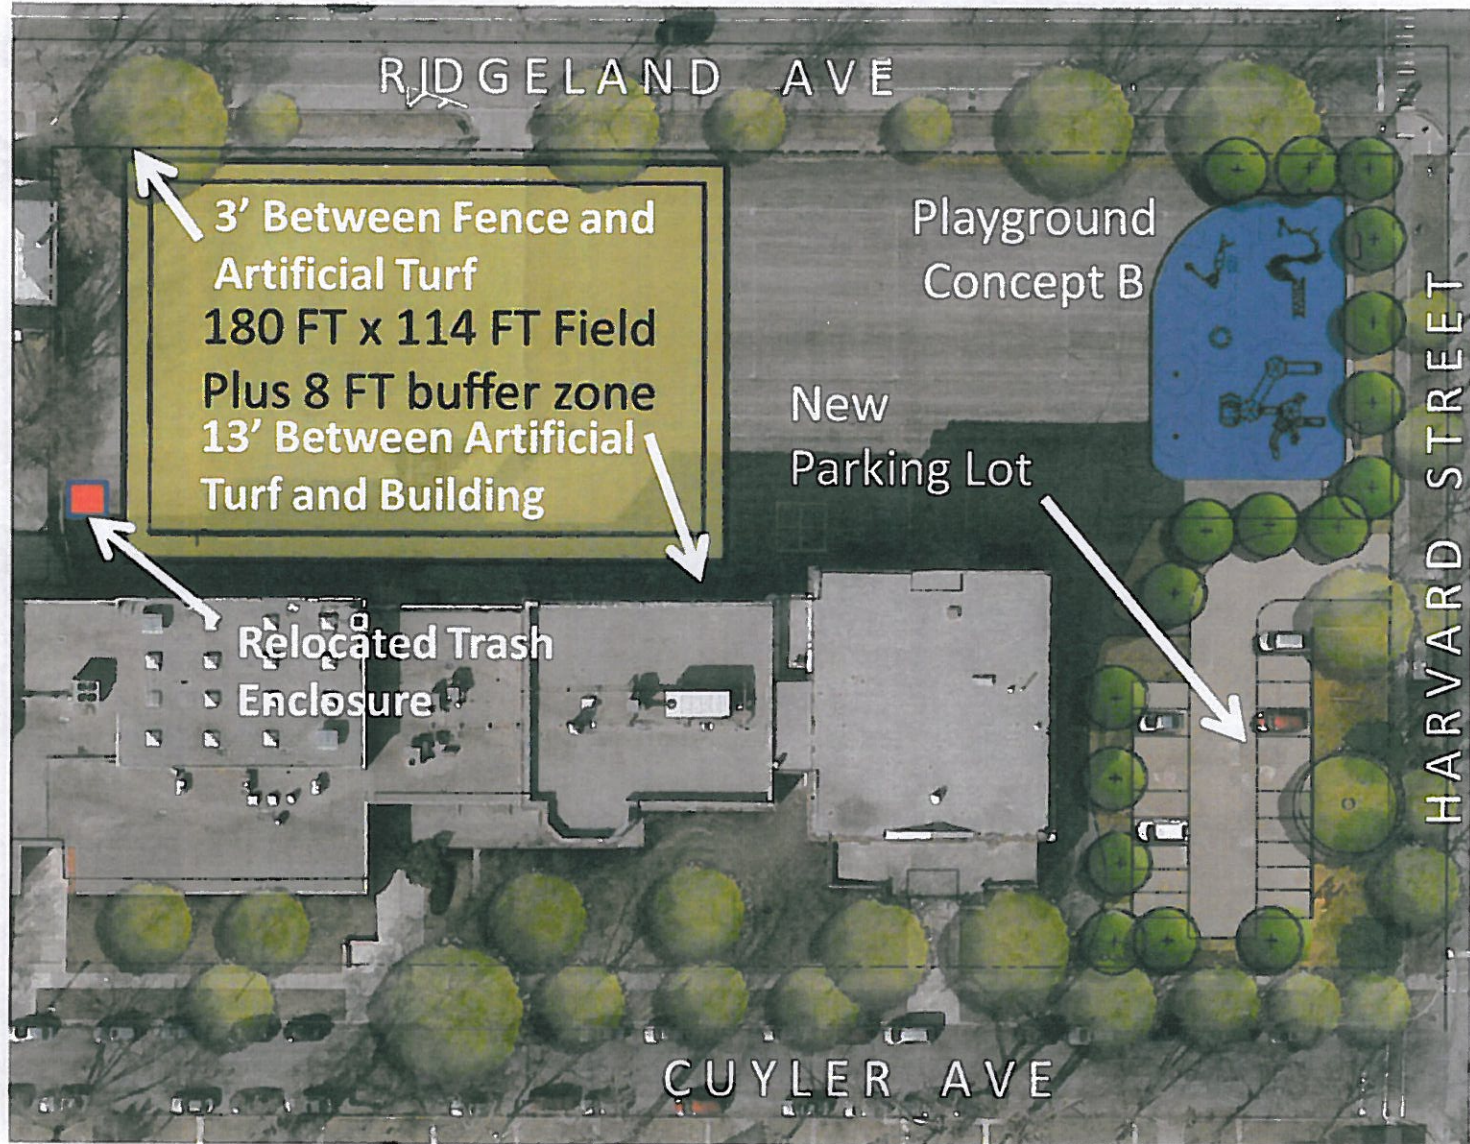 RIDGELAND AVE
3' Between Fence and
Artificial Turf
180 FT x 114 FT Field
Plus 8 FT buffer zone
13' Between Artificial
Turf and Building
Playground
Concept B
New
Parking Lot
Relocated Trash
Enclosure
HARVARD STREET
CUYLER AVE